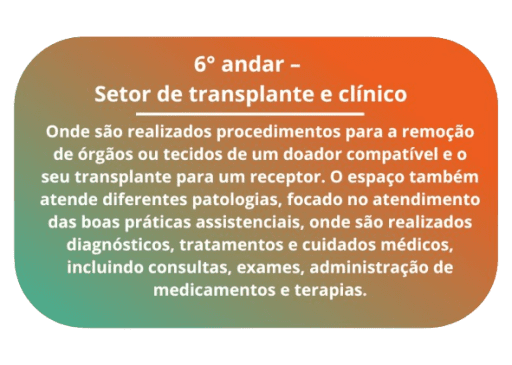 6° andar –
Setor de transplante e clínico
Onde são realizados procedimentos para a remoção
de órgãos ou tecidos de um doador compatível e o
seu transplante para um receptor. O espaço também
atende diferentes patologias, focado no atendimento
das boas práticas assistenciais, onde são realizados
diagnósticos, tratamentos e cuidados médicos,
incluindo consultas, exames, administração de
medicamentos e terapias.